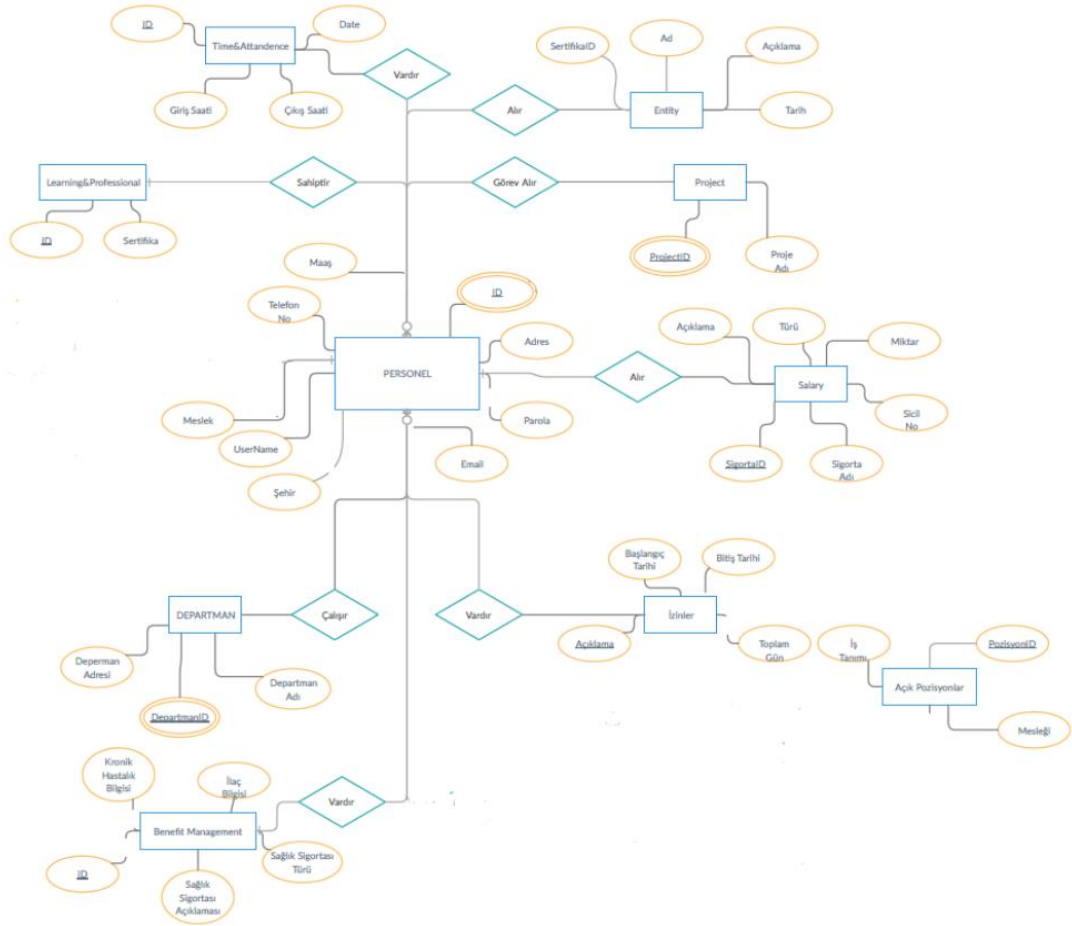 ID
Date
Time&Attandence
Vardır
Giriş Saati
Çıkış Saati
SertifikaID
Ad
Açıklama
Alır
Entity
Tarih
Learning&Professional
Sahiptir
Görev Alır
Project
ID
Sertifika
ProjectID
Proje
Adı
Maaş
Telefon
No
ID
Adres
PERSONEL
Meslek
UserName
Şehir
Parola
Email
Alır
Açıklama
Türü
Miktar
Salary
Sicil
No
SigortaID
Sigorta
Adı
DEPARTMAN
Çalışır
Deperman
Adresi
Departman
Adı
DepartmanID
Vardır
Başlangıç
Tarihi
Bitiş Tarihi
İzinler
Açıklama
Toplam
Gün
İş
Tanımı
PozisyonID
Açık Pozisyonlar
Mesleği
Kronik
Hastalık
Bilgisi
İlaç
Bilgisi
Vardır
Benefit Management
ID
Sağlık Sigortası
Türü
Sağlık
Sigortası
Açıklaması